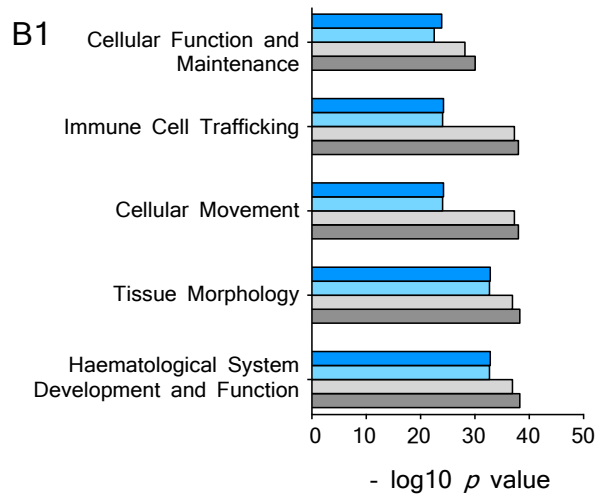 B1
Cellular Function and
Maintenance
Immune Cell Trafficking
Cellular Movement
Tissue Morphology
Haematological System
Development and Function
0 10 20 30 40 50
- log10 p value